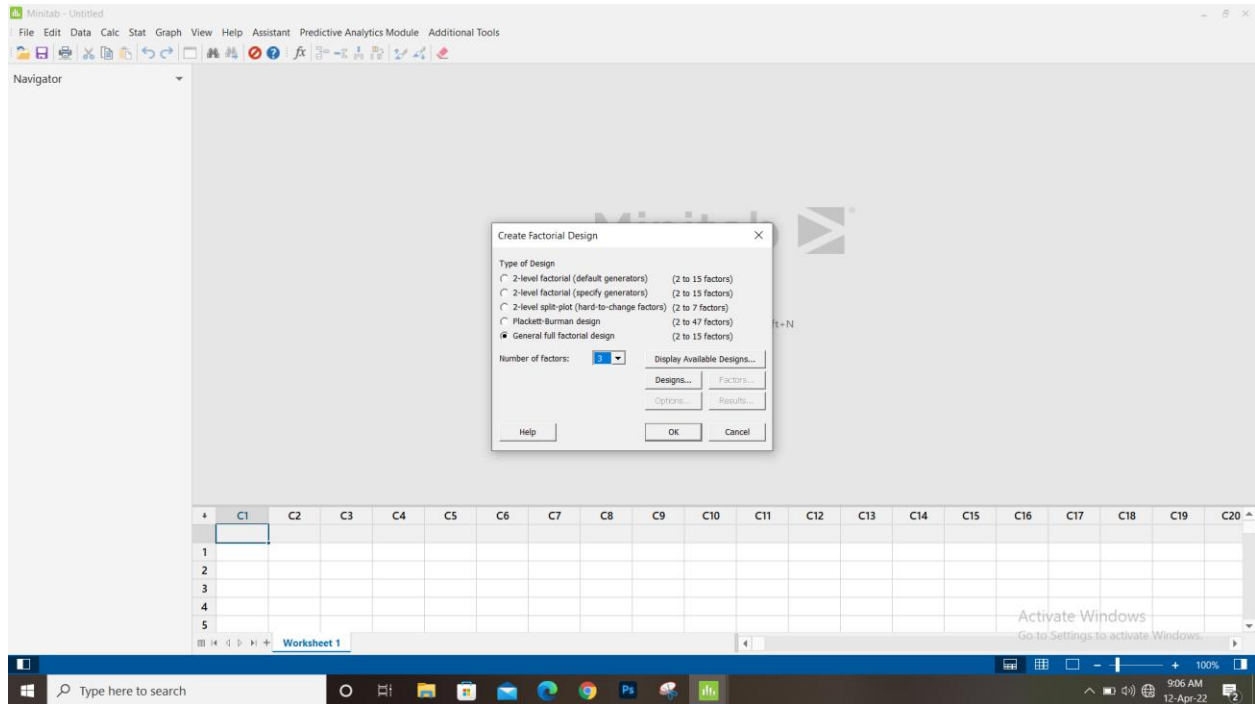 Minitab - Untitled
File Edit Data Calc Stat Graph View Help Assistant Predictive Analytics Module Additional Tools
fx
Navigator
Minitab
Create Factorial Design
Type of Design
2-level factorial (default generators) (2 to 15 factors)
2-level factorial (specify generators) (2 to 15 factors)
2-level split-plot (hard-to-change factors) (2 to 7 factors)
Plackett-Burman design (2 to 47 factors)
General full factorial design (2 to 15 factors)
Number of factors: 3 Display Available Designs...
Designs... Factors...
Options... Results...
Help OK Cancel
+ C1 C2 C3 C4 C5 C6 C7 C8 C9 C10 C11 C12 C13 C14 C15 C16 C17 C18 C19 C20
1
2
3
4
5
Activate Windows
Go to Settings to activate Windows.
Worksheet 1
100%
Type here to search
Ps
9:06 AM
12-Apr-22
2